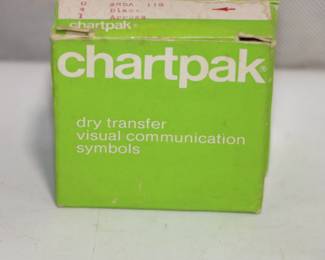 chartpak
chartpak®
dry transfer
visual communication
symbols